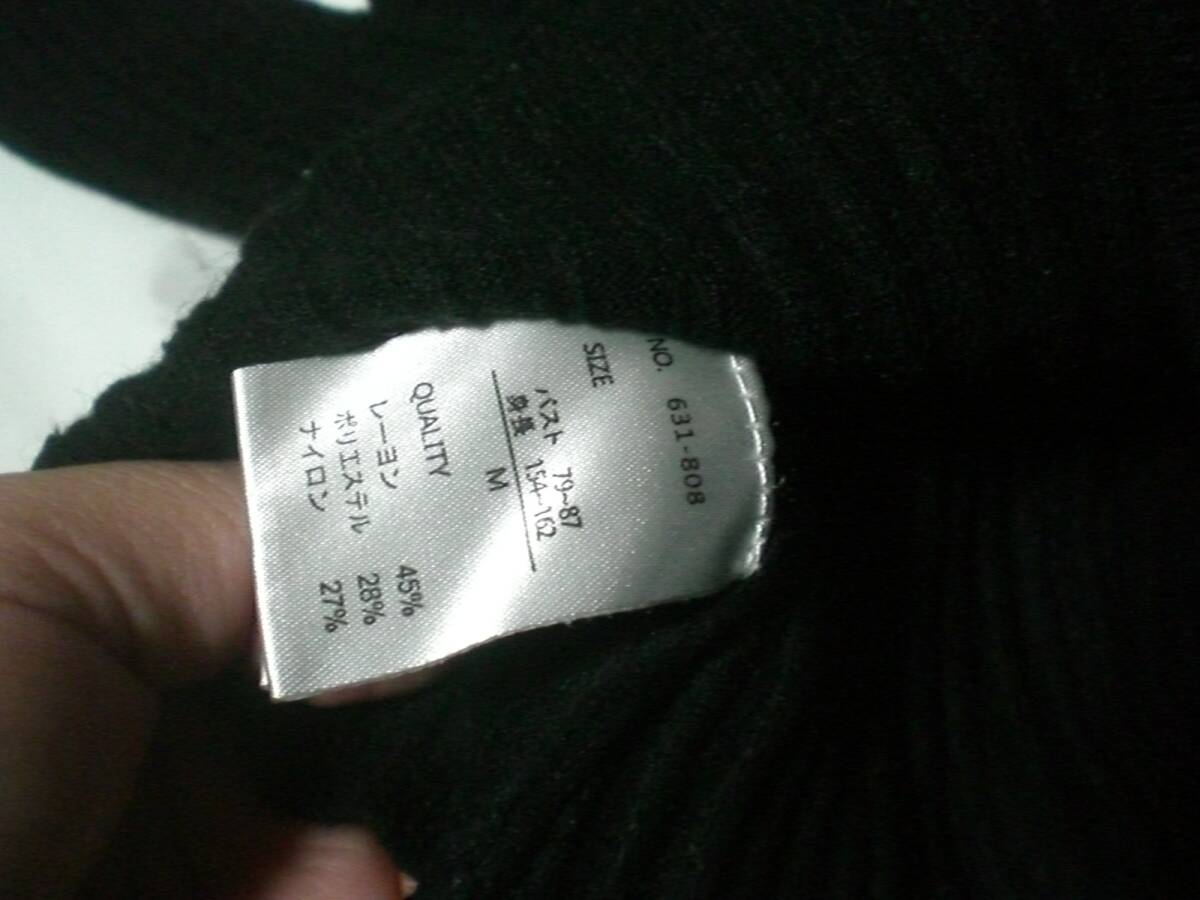 NO. 631-808
SIZE
バスト 79~87
身長 154~162
M
QUALITY
レーヨン 45%
ポリエステル 28%
ナイロン 27%